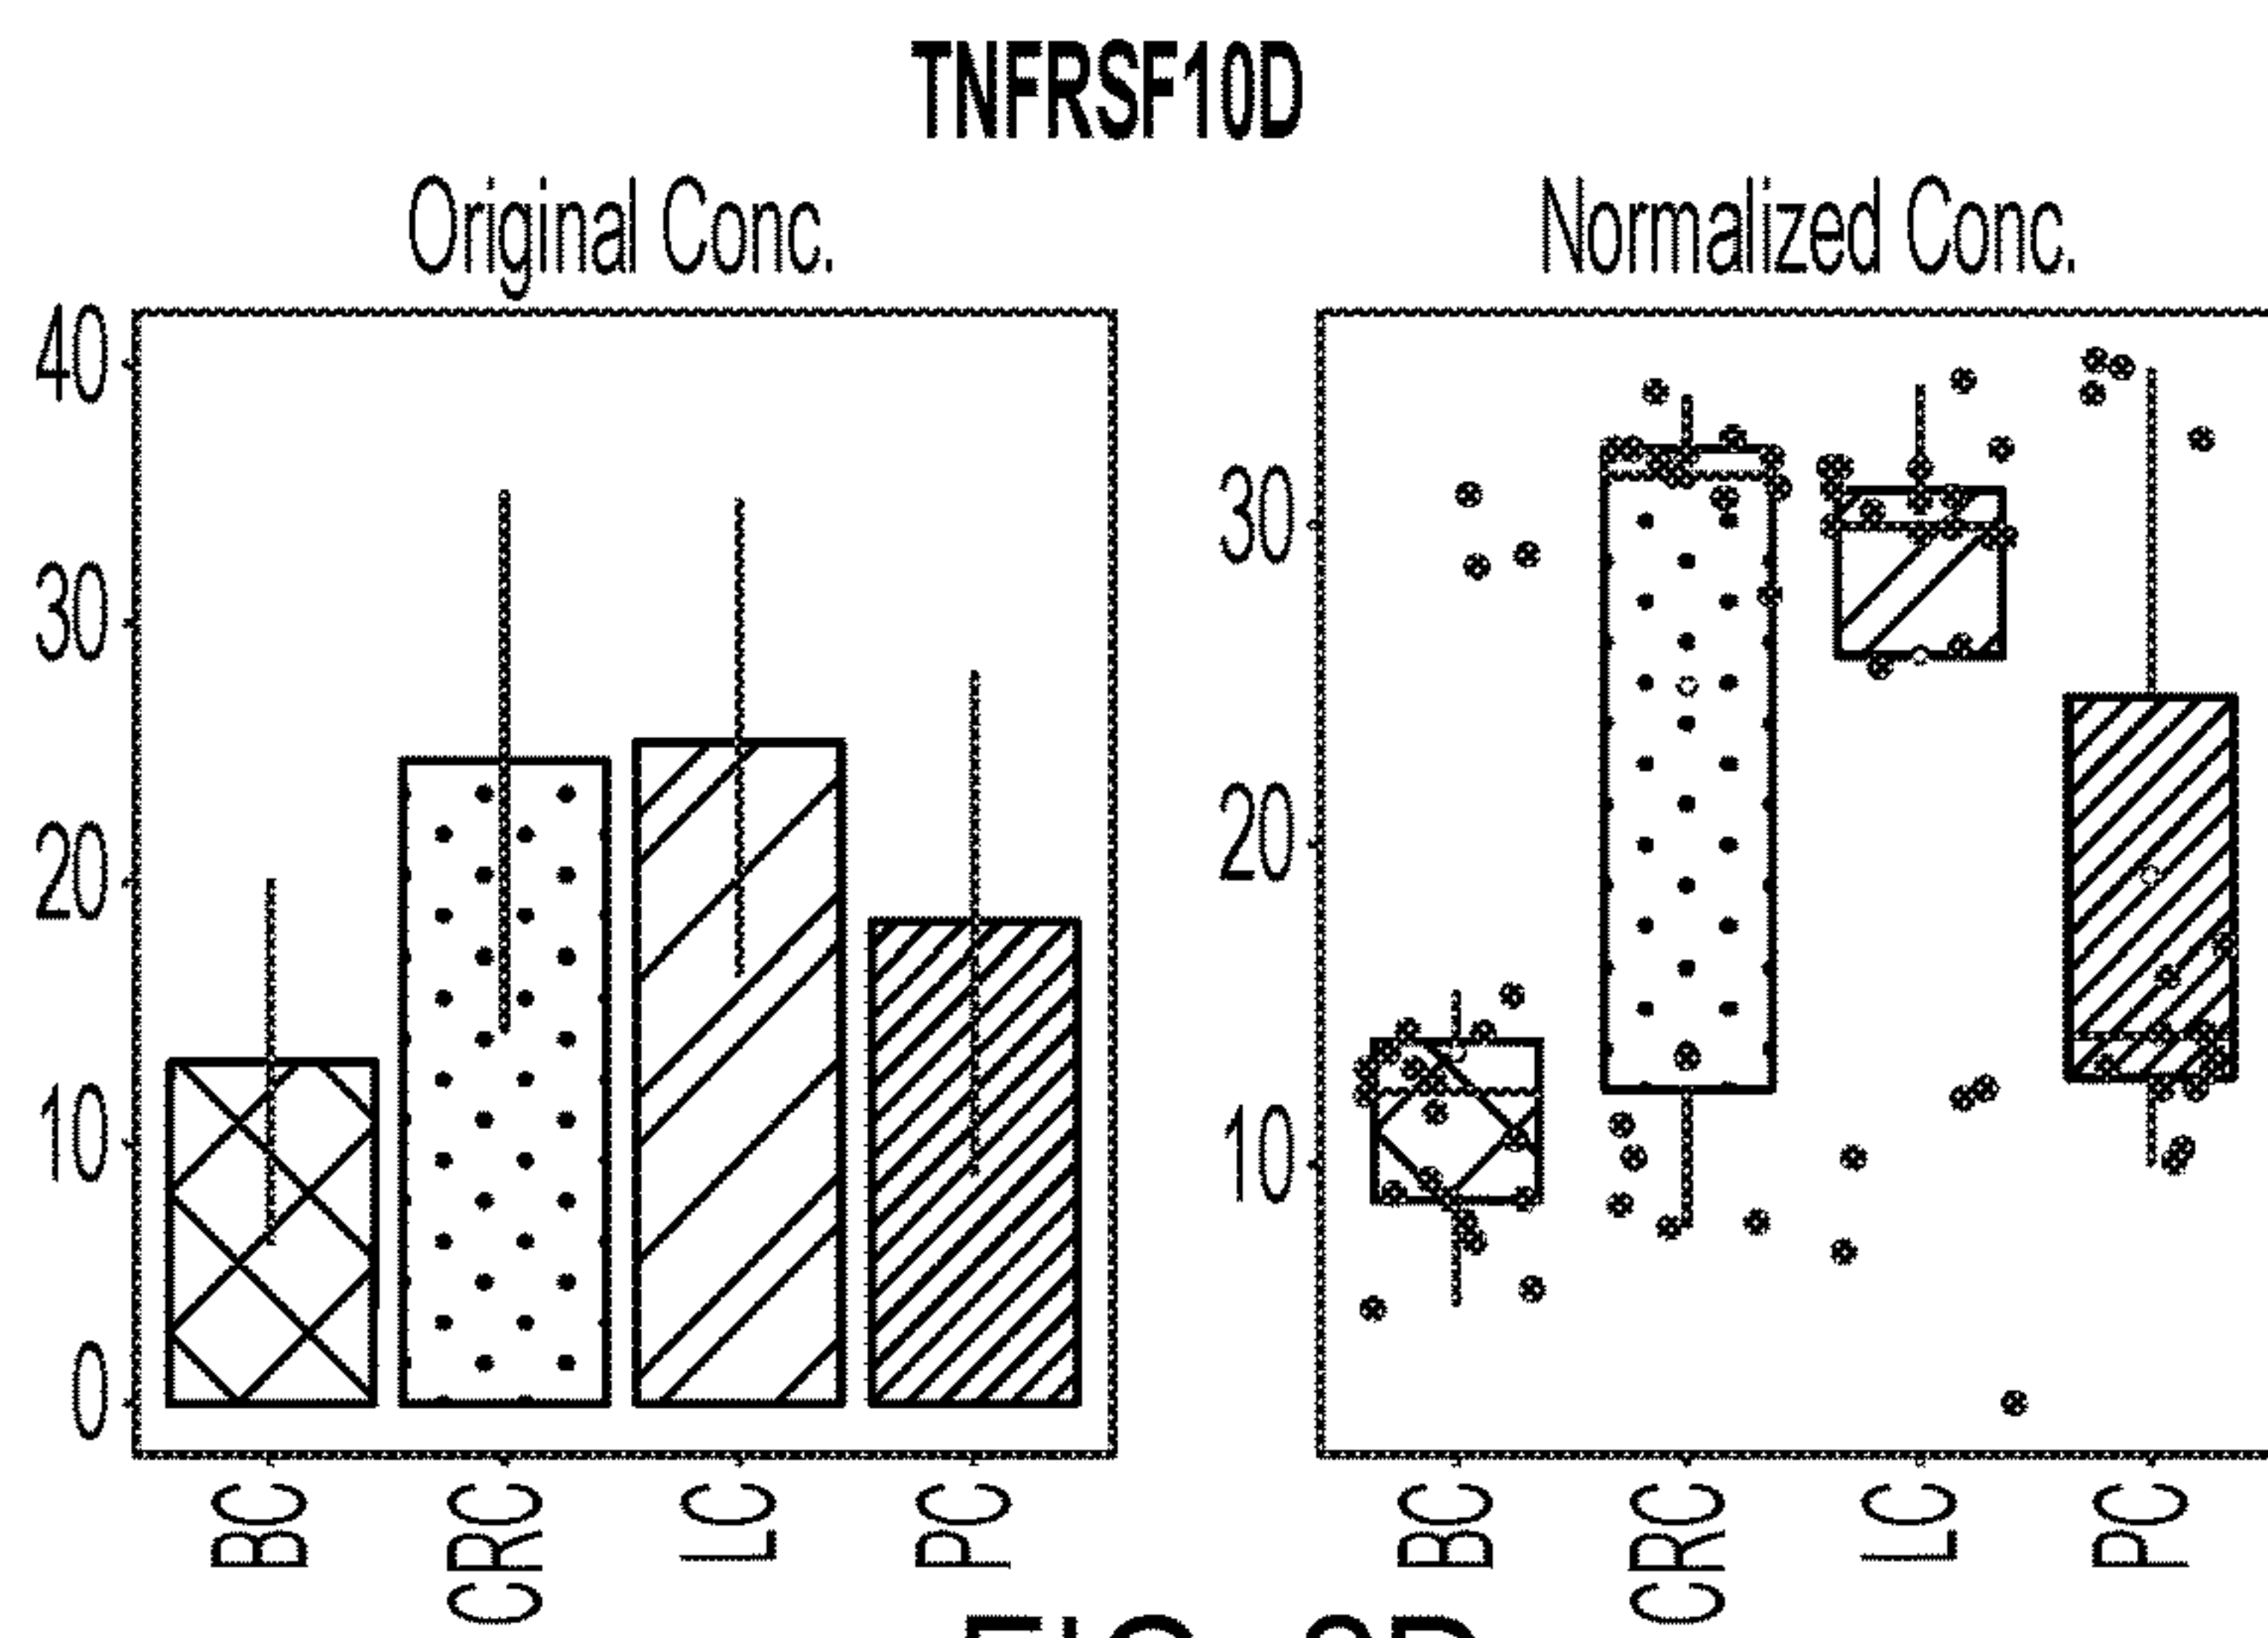 TNFRSF10D
Original Conc.
Normalized Conc.
40
30
20
10
0
BC
CRC
LC
PC
30
20
10
BC
CRC
LC
PC